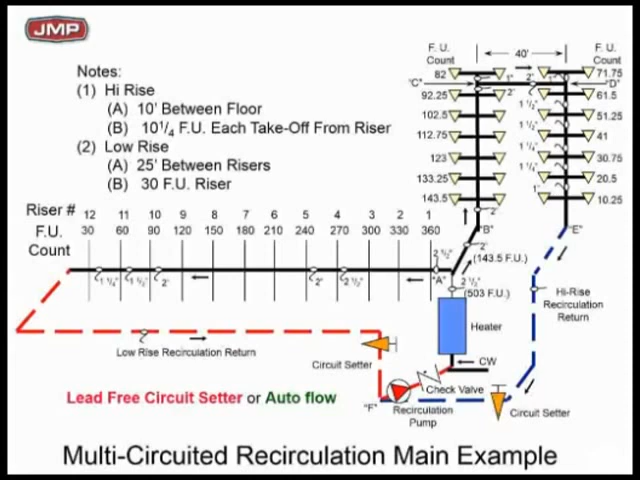 JMP
Notes:
(1) Hi Rise
(A) 10' Between Floor
(B) 10 1/4 F.U. Each Take-Off From Riser
(2) Low Rise
(A) 25' Between Risers
(B) 30 F.U. Riser
F. U. Count
40'
F. U. Count
82
1"
2"
71.75
"C"
"D"
92.25
2"
61.5
1 1/2"
102.5
51.25
1 1/2"
112.75
41
1 1/2"
123
30.75
1 1/2"
133.25
20.5
1"
143.5
10.25
2"
Riser # 12 11 10 9 8 7 6 5 4 3 2 1
F.U. Count 30 60 90 120 150 180 210 240 270 300 330 360
"B"
"E"
2"
2 1/2"
(143.5 F.U.)
1 1/4"
1 1/2"
2"
2"
2 1/2"
"A"
2 1/2"
(503 F.U.)
Hi-Rise
Recirculation
Return
Heater
Low Rise Recirculation Return
Circuit Setter
CW
Check Valve
Lead Free Circuit Setter or Auto flow
"F"
Recirculation
Pump
Circuit Setter
Multi-Circuited Recirculation Main Example